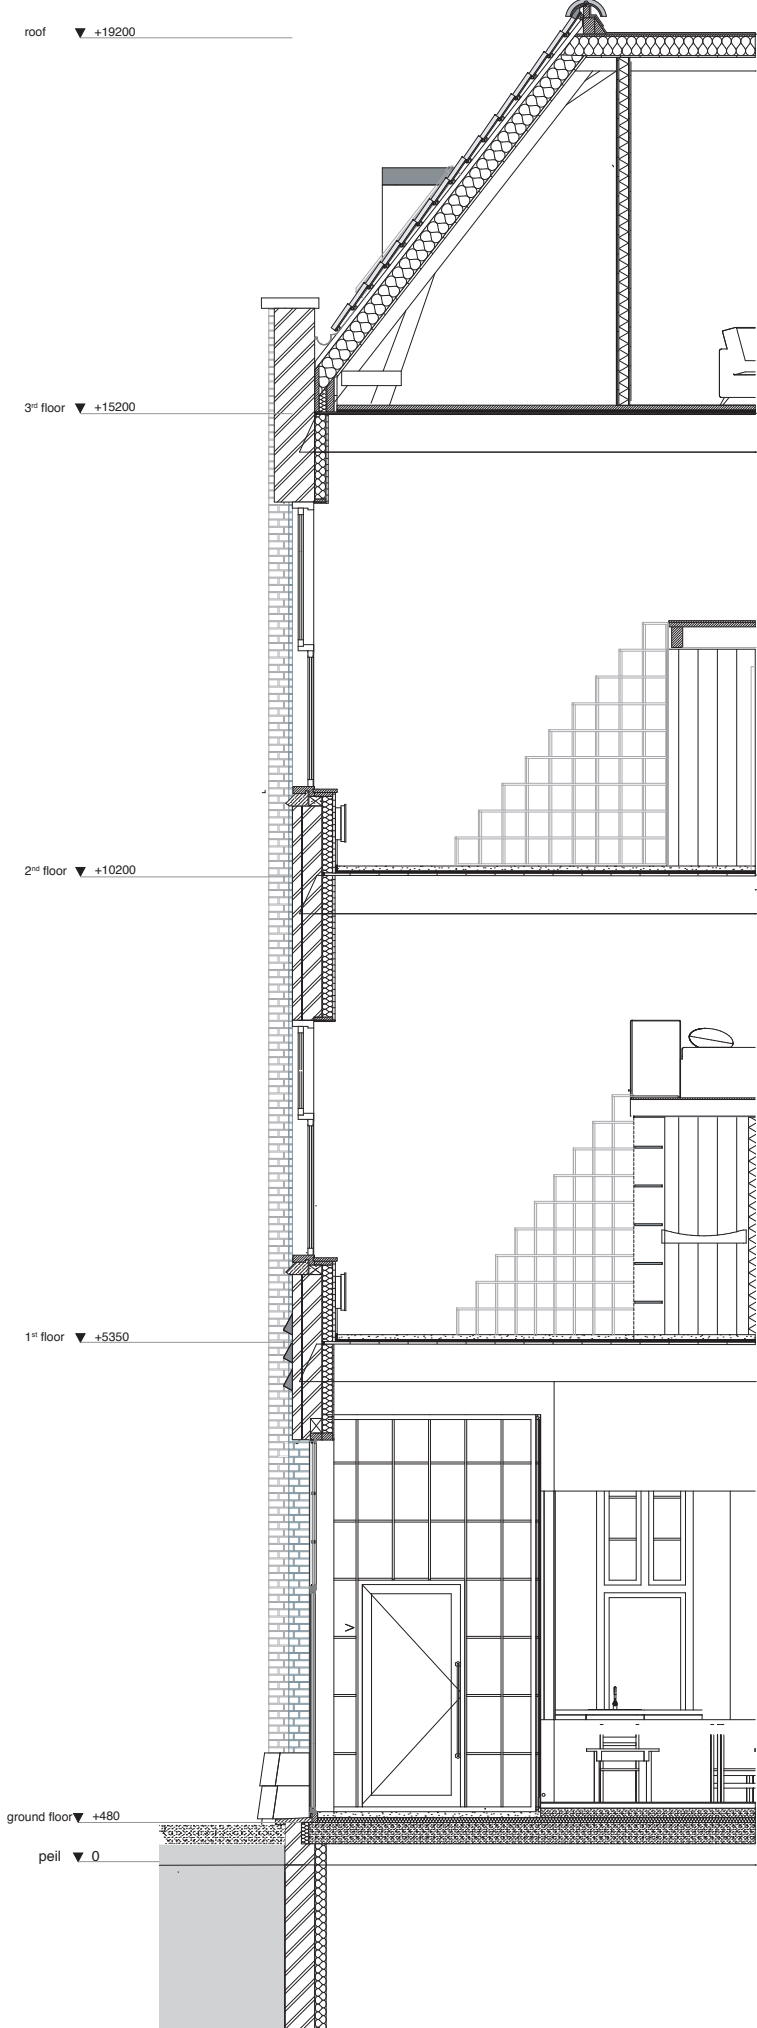 roof ▼ +19200
3rd floor ▼ +15200
2nd floor ▼ +10200
1st floor ▼ +5350
V
ground floor ▼ +480
peil ▼ 0